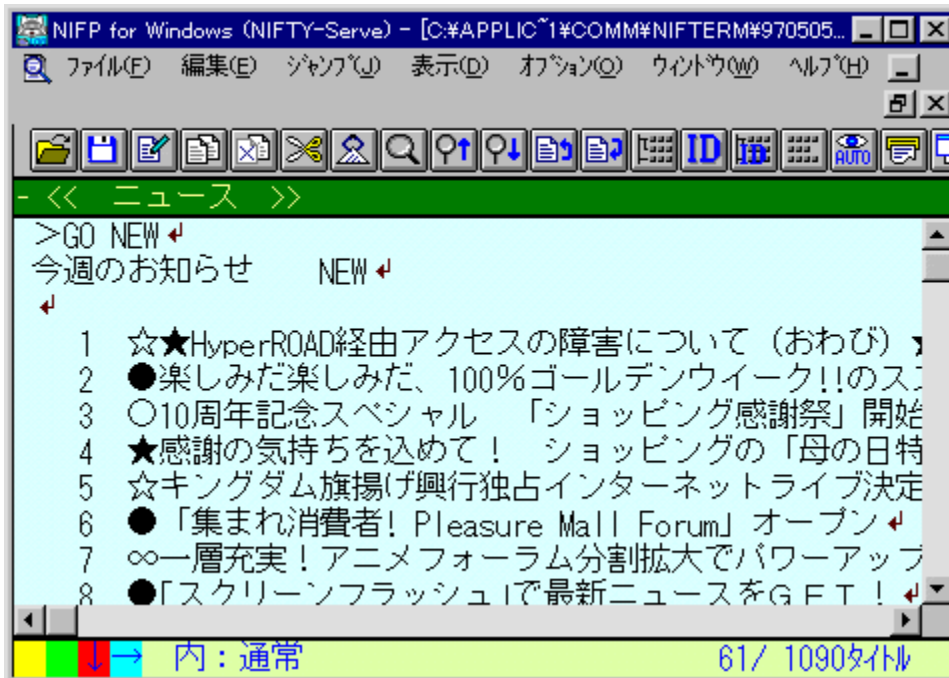 NIFP for Windows (NIFTY-Serve) - [C:¥APPLIC~1¥COMM¥NIFTERM¥970505...
ﾌｧｲﾙ(F) 編集(E) ｼﾞｬﾝﾌﾟ(J) 表示(D) ｵﾌﾟｼｮﾝ(O) ｳｨﾝﾄﾞｳ(W) ﾍﾙﾌﾟ(H)
ID ID AUTO
- << ニュース >>
>GO NEW
今週のお知らせ NEW
1 ☆★HyperROAD経由アクセスの障害について（おわび）
2 ●楽しみだ楽しみだ、100%ゴールデンウイーク!!のス
3 ○10周年記念スペシャル 「ショッピング感謝祭」開始
4 ★感謝の気持ちを込めて！ ショッピングの「母の日特
5 ☆キングダム旗揚げ興行独占インターネットライブ決定
6 ●「集まれ消費者! Pleasure Mall Forum」オープン
7 ∞一層充実！アニメフォーラム分割拡大でパワーアップ
8 ●「スクリーンフラッシュ」で最新ニュースをＧＥＴ！
内：通常 61/ 1090ﾀｲﾄﾙ